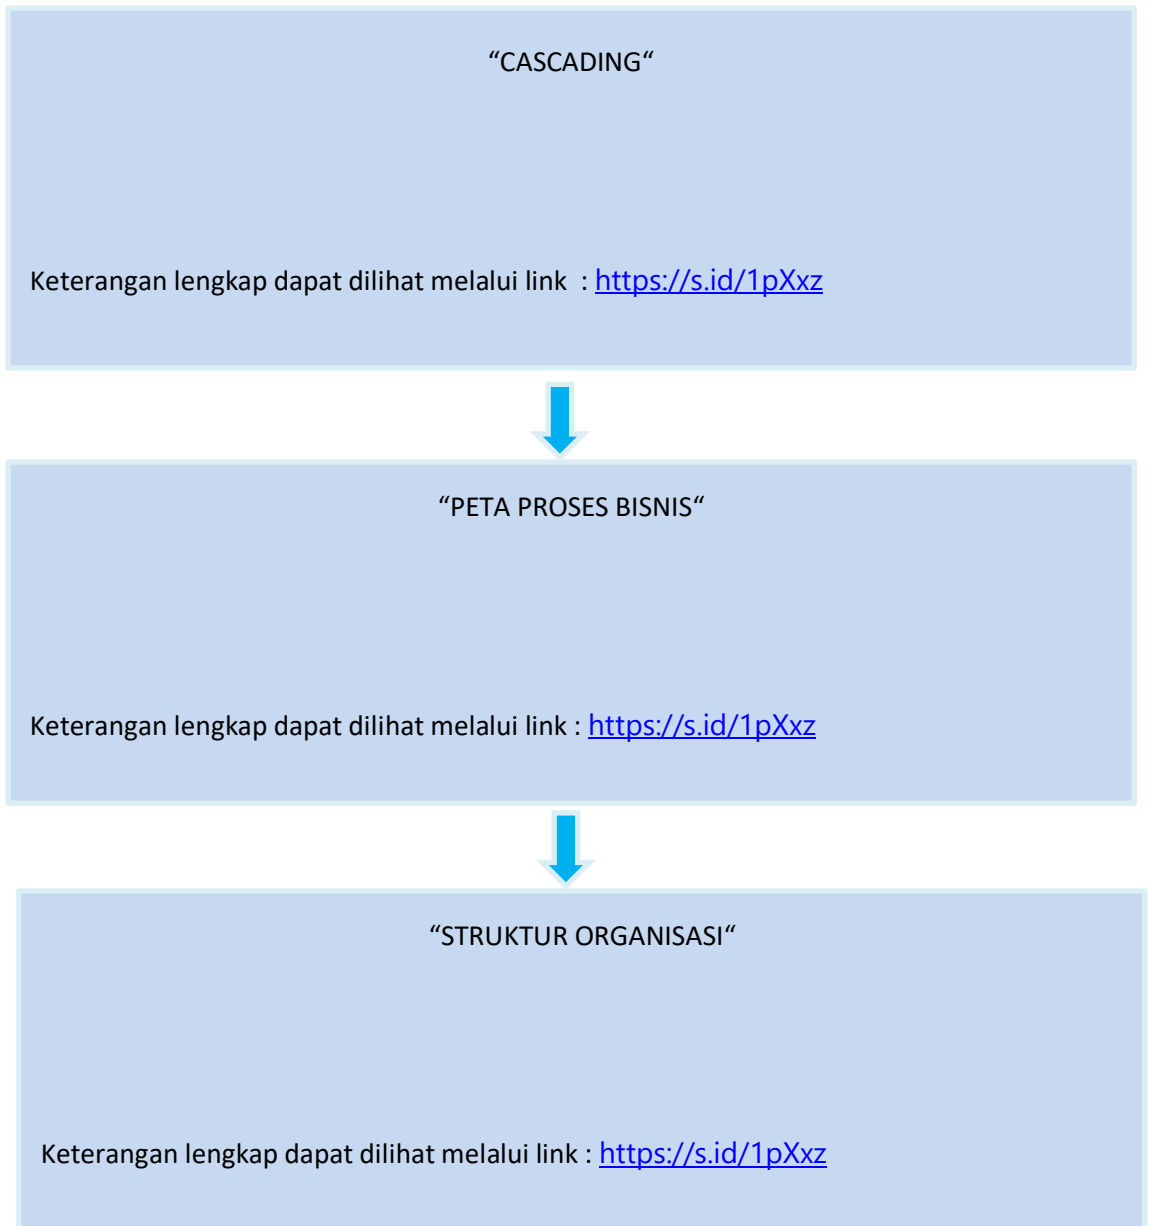 “CASCADING“
Keterangan lengkap dapat dilihat melalui link  : https://s.id/1pXxz
“PETA PROSES BISNIS“
Keterangan lengkap dapat dilihat melalui link : https://s.id/1pXxz
“STRUKTUR ORGANISASI“
Keterangan lengkap dapat dilihat melalui link : https://s.id/1pXxz